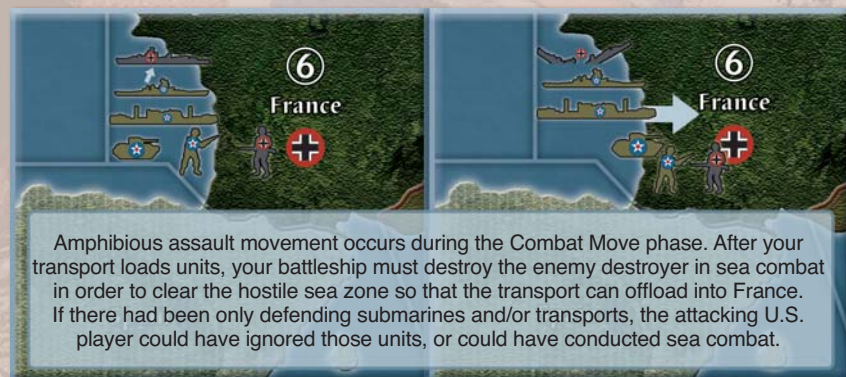 6
France
6
France
Amphibious assault movement occurs during the Combat Move phase. After your
transport loads units, your battleship must destroy the enemy destroyer in sea combat
in order to clear the hostile sea zone so that the transport can offload into France.
If there had been only defending submarines and/or transports, the attacking U.S.
player could have ignored those units, or could have conducted sea combat.